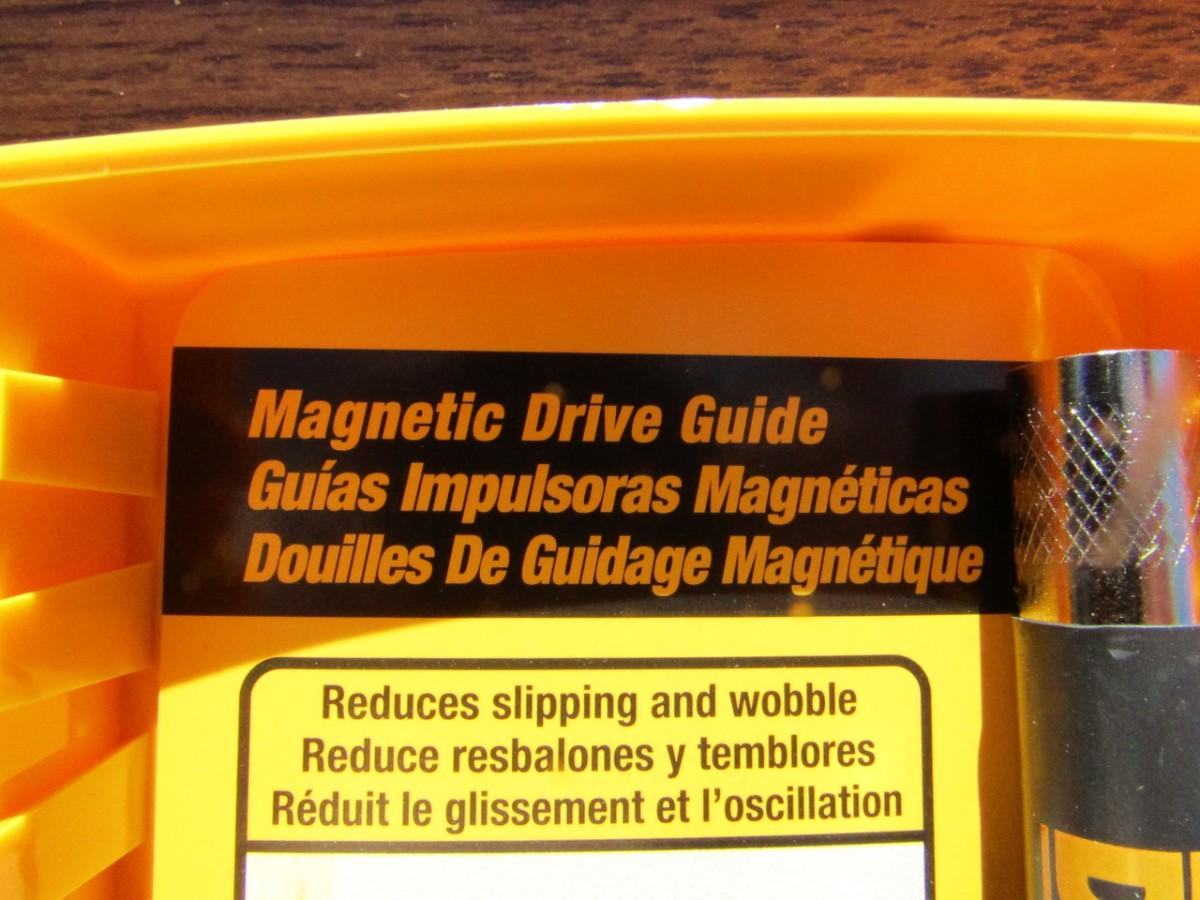 Magnetic Drive Guide
Guías Impulsoras Magnéticas
Douilles De Guidage Magnétique
Reduces slipping and wobble
Reduce resbalones y temblores
Réduit le glissement et l'oscillation